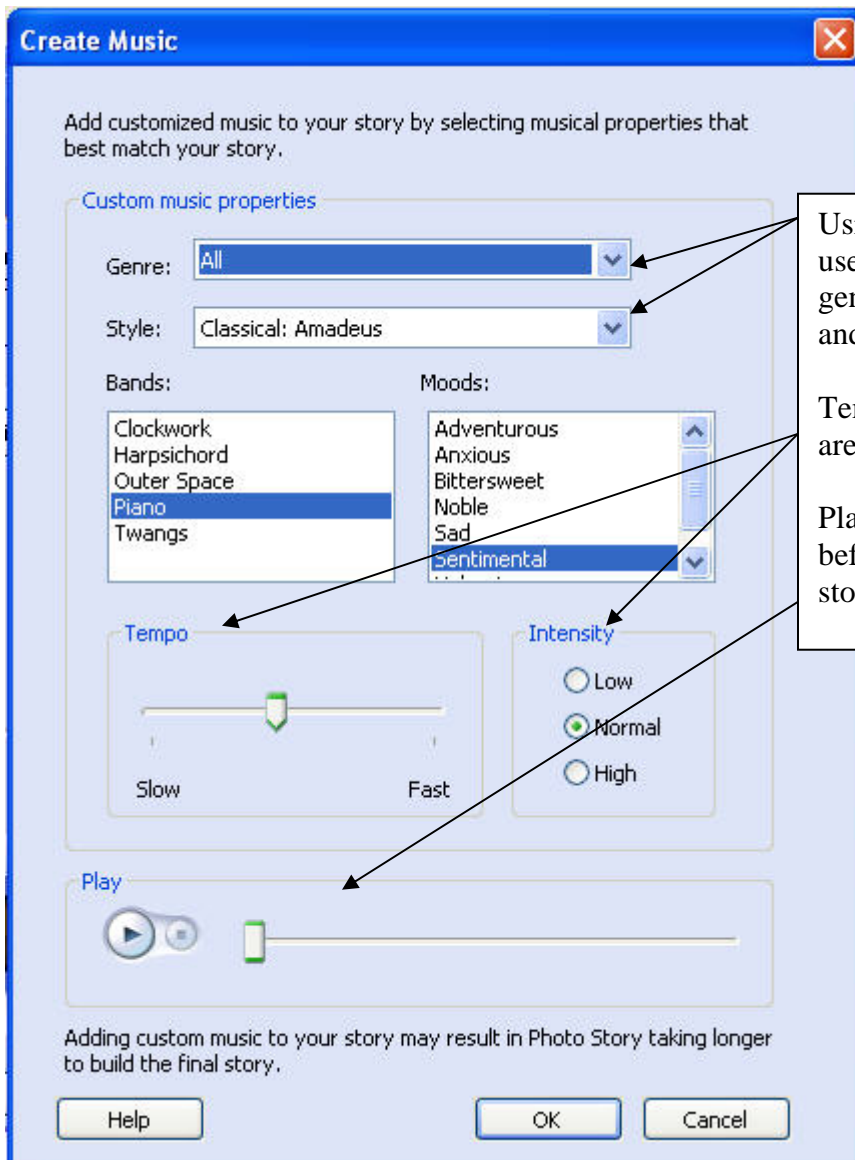 Create Music
Add customized music to your story by selecting musical properties that
best match your story.
Custom music properties
Genre: All
Style: Classical: Amadeus
Bands:
Clockwork
Harpsichord
Outer Space
Piano
Twangs
Moods:
Adventurous
Anxious
Bittersweet
Noble
Sad
Sentimental
Tempo
Slow Fast
Intensity
Low
Normal
High
Play
Adding custom music to your story may result in Photo Story taking longer
to build the final story.
Help OK Cancel
are